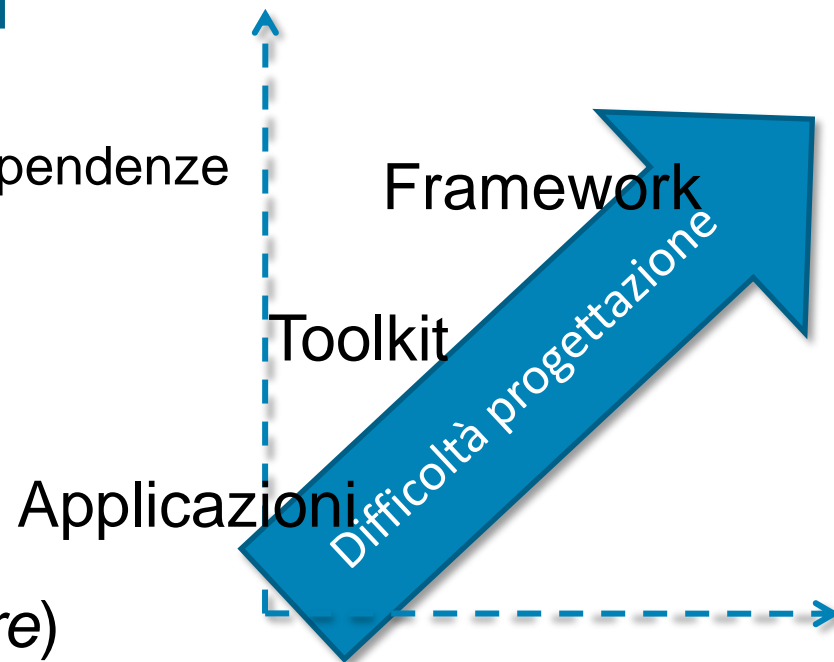 pendenze
Framework
Toolkit
Difficoltà progettazione
Applicazioni
re)